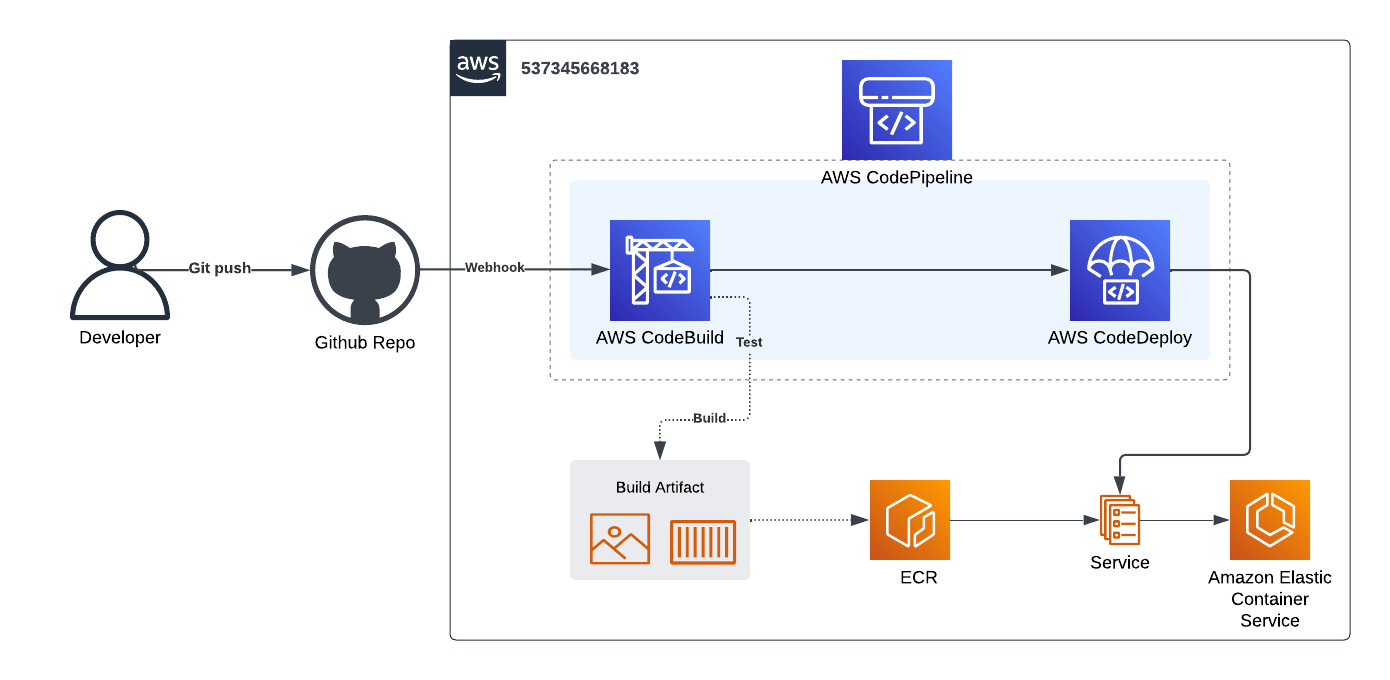 aws
537345668183
AWS CodePipeline
Git push
Webhook
Developer
Github Repo
AWS CodeBuild
Test
AWS CodeDeploy
Build
Build Artifact
ECR
Service
Amazon Elastic
Container
Service